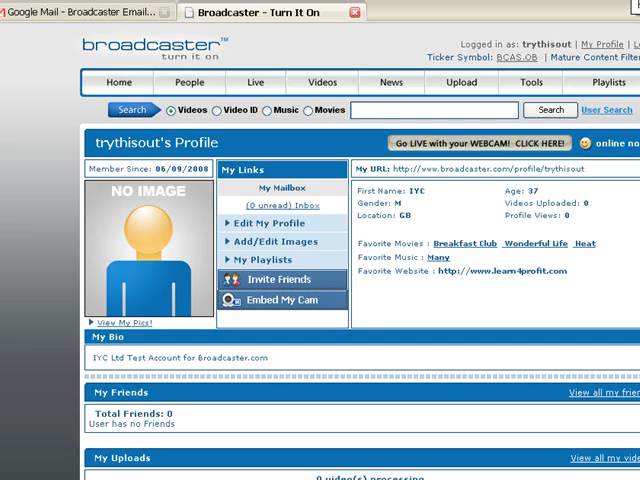 Google Mail - Broadcaster Email...
Broadcaster - Turn It On
broadcaster™
turn it on
Logged in as: trythisout | My Profile |
Ticker Symbol: BCAS.OB | Mature Content Filter
Home People Live Videos News Upload Tools Playlists
Search Videos Video ID Music Movies Search User Search
trythisout's Profile
Go LIVE with your WEBCAM! CLICK HERE!
online no
Member Since: 06/09/2008
My Links
My URL: http://www.broadcaster.com/profile/trythisout
NO IMAGE
My Mailbox
(0 unread) Inbox
Edit My Profile
Add/Edit Images
My Playlists
Invite Friends
Embed My Cam
First Name: IYC
Age: 37
Gender: M
Videos Uploaded: 0
Location: GB
Profile Views: 0
Favorite Movies : Breakfast Club Wonderful Life Heat
Favorite Music : Many
Favorite Website : http://www.learn4profit.com
View My Pics!
My Bio
IYC Ltd Test Account for Broadcaster.com
My Friends
View all my frien
Total Friends: 0
User has no Friends
My Uploads
View all my vide
0 video(s) processing